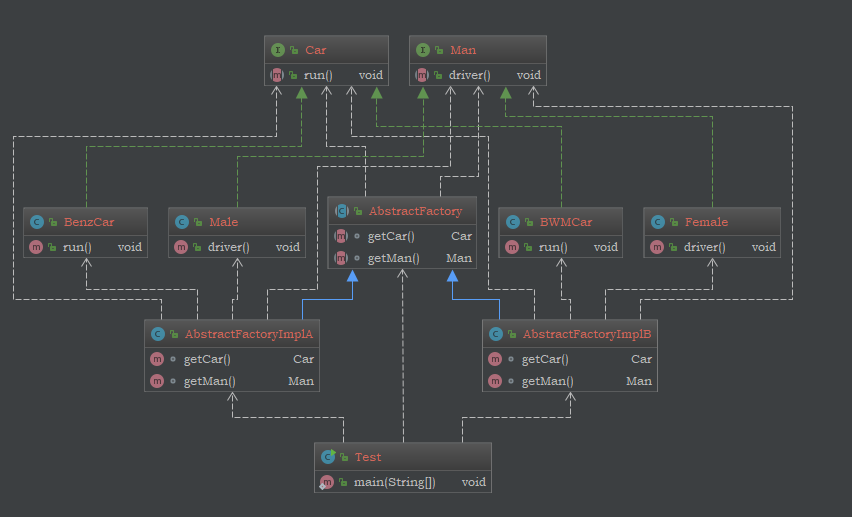 Car
run() void
Man
driver() void
BenzCar
run() void
Male
driver() void
AbstractFactory
getCar() Car
getMan() Man
BWMCar
run() void
Female
driver() void
AbstractFactoryImplA
getCar() Car
getMan() Man
AbstractFactoryImplB
getCar() Car
getMan() Man
Test
main(String[]) void